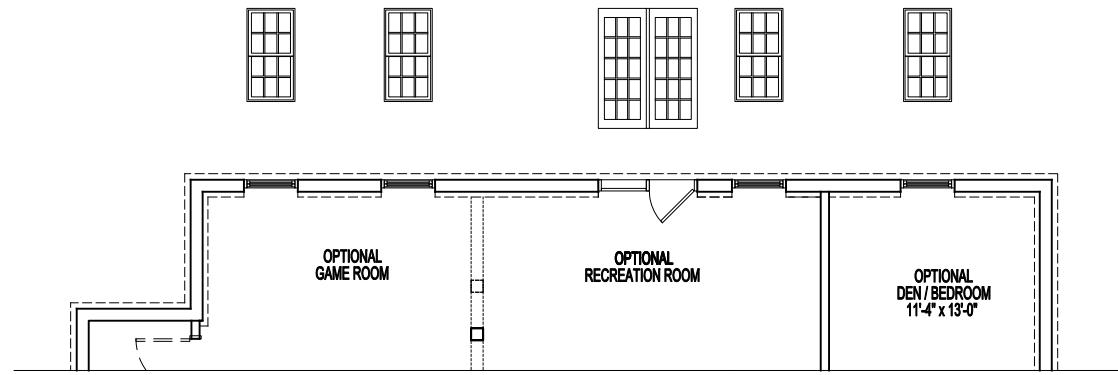 OPTIONAL
GAME ROOM
OPTIONAL
RECREATION ROOM
OPTIONAL
DEN / BEDROOM
11'-4" x 13'-0"